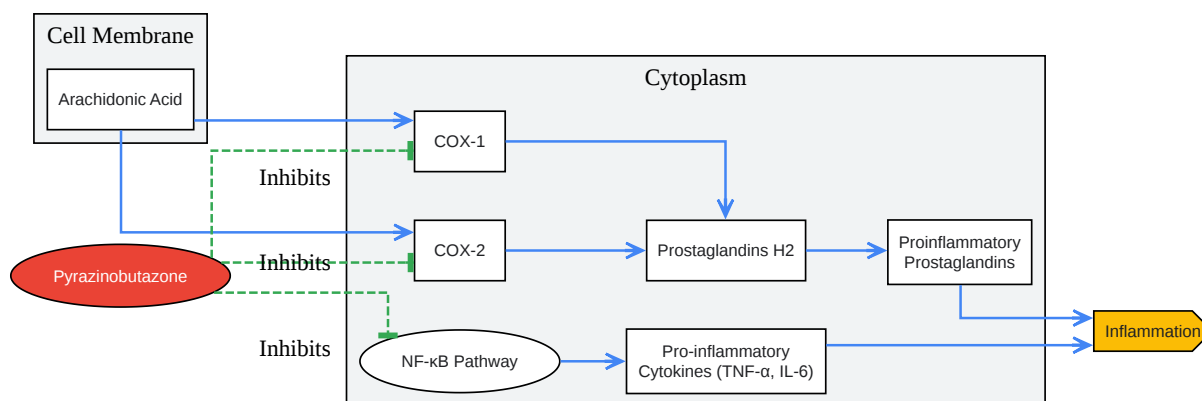 Cell Membrane
Arachidonic Acid
Cytoplasm
COX-1
Inhibits
COX-2
Prostaglandins H2
Proinflammatory
Prostaglandins
Pyrazinobutazone
Inhibits
Inflammation
Inhibits
NF-κB Pathway
Pro-inflammatory
Cytokines (TNF-α, IL-6)